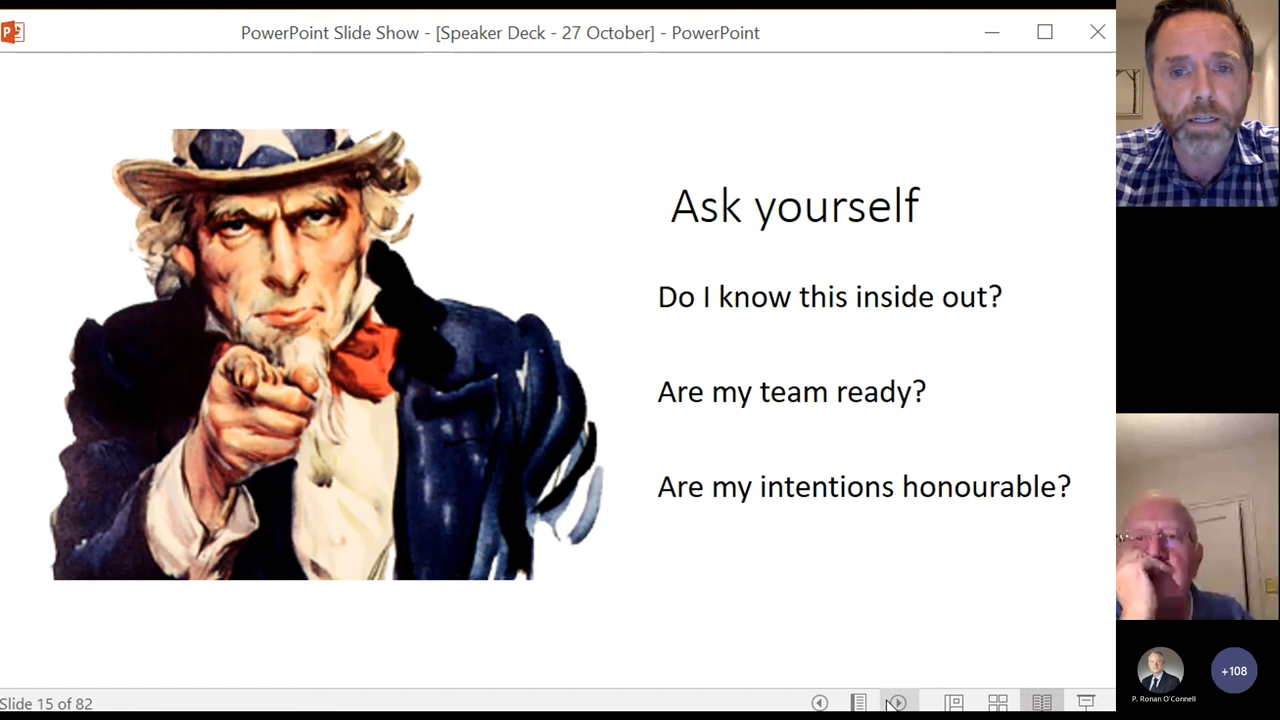 PowerPoint Slide Show - [Speaker Deck - 27 October] - PowerPoint
Ask yourself
Do I know this inside out?
Are my team ready?
Are my intentions honourable?
P. Ronan O'Connell
+108
Slide 15 of 82